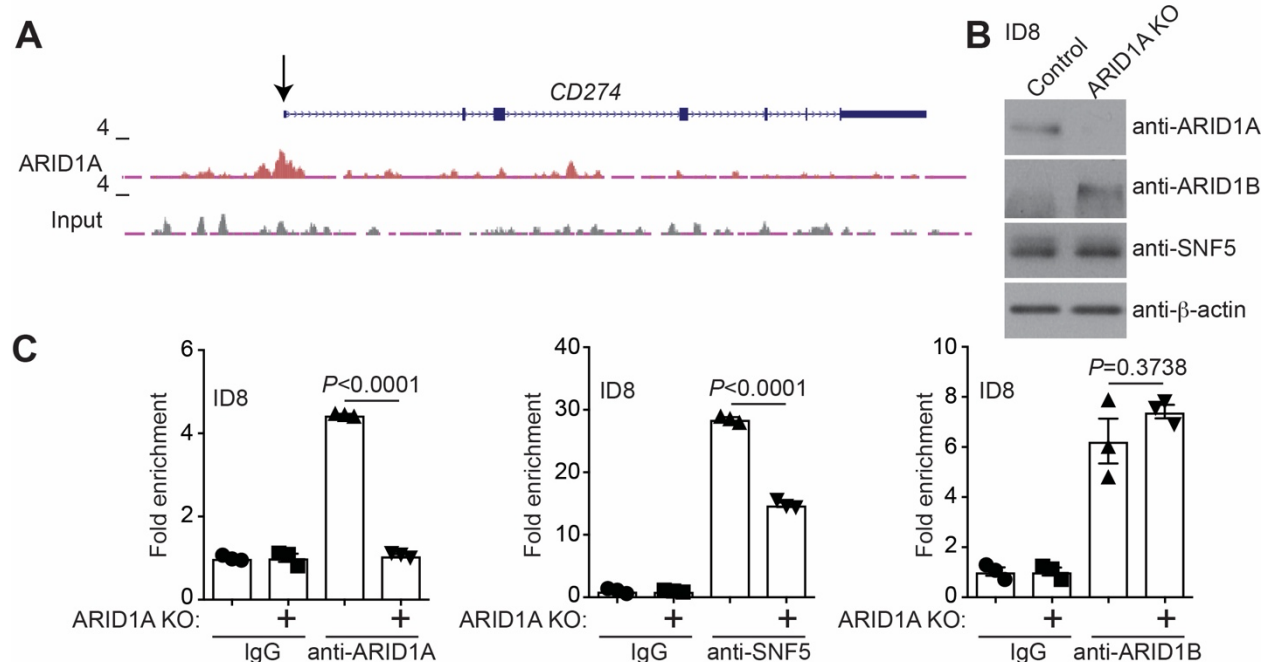 A
CD274
4
ARID1A
4
Input
B
ID8
Control
ARID1A KO
anti-ARID1A
anti-ARID1B
anti-SNF5
anti-β-actin
C
6
4
2
0
Fold enrichment
ID8
P<0.0001
ARID1A KO: + +
IgG anti-ARID1A
40
30
20
10
0
Fold enrichment
ID8
P<0.0001
ARID1A KO: + +
IgG anti-SNF5
10
8
6
4
2
0
Fold enrichment
ID8
P=0.3738
ARID1A KO: + +
IgG anti-ARID1B